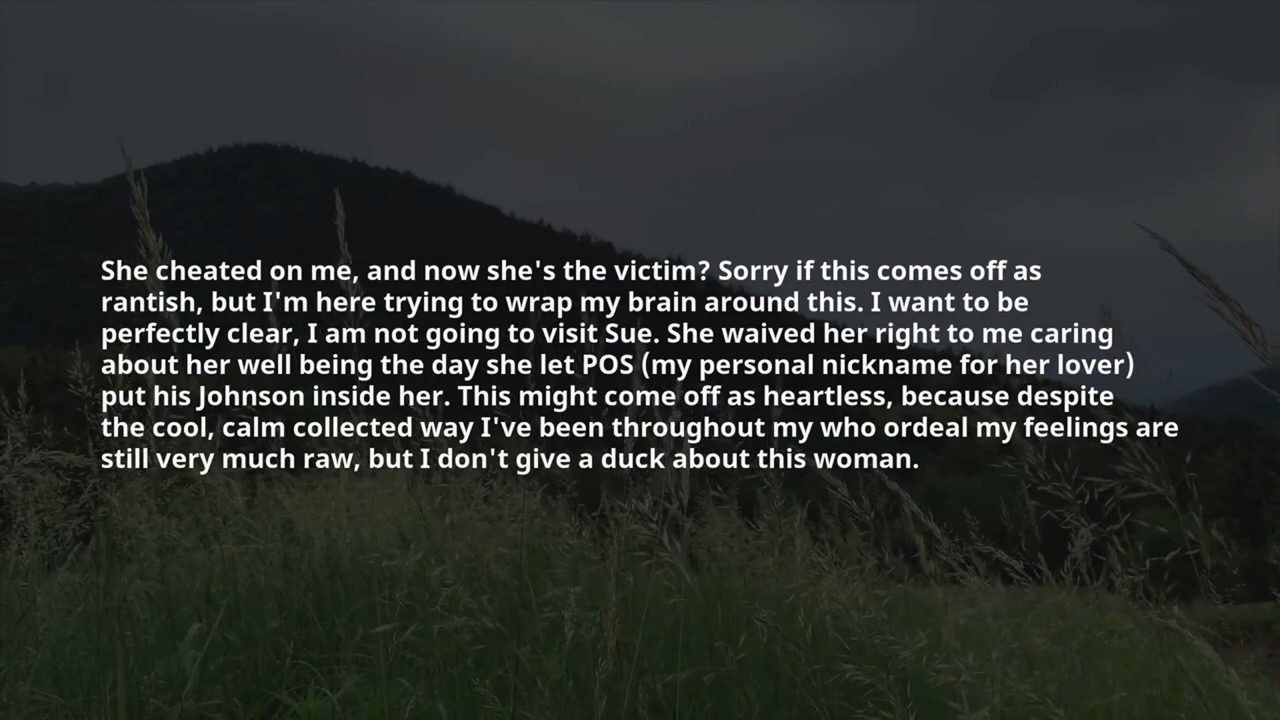 She cheated on me, and now she's the victim? Sorry if this comes off as
rantish, but I'm here trying to wrap my brain around this. I want to be
perfectly clear, I am not going to visit Sue. She waived her right to me caring
about her well being the day she let POS (my personal nickname for her lover)
put his Johnson inside her. This might come off as heartless, because despite
the cool, calm collected way I've been throughout my who ordeal my feelings are
still very much raw, but I don't give a duck about this woman.